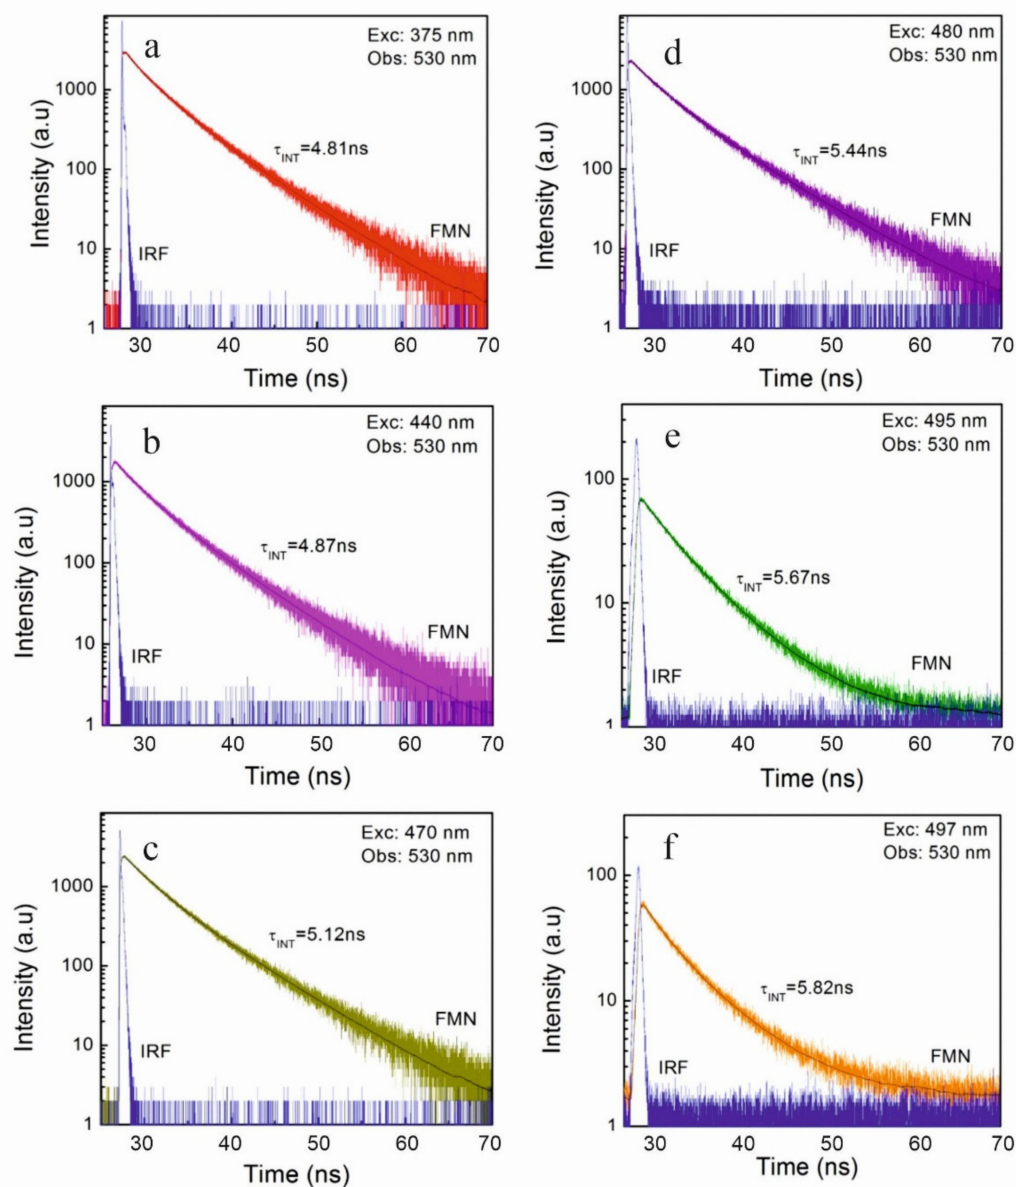 a
Exc: 375 nm
Obs: 530 nm
Intensity (a.u)
1000
100
10
1
τINT=4.81ns
IRF
FMN
30 40 50 60 70
Time (ns)
b
Exc: 440 nm
Obs: 530 nm
Intensity (a.u)
1000
100
10
1
τINT=4.87ns
IRF
FMN
30 40 50 60 70
Time (ns)
c
Exc: 470 nm
Obs: 530 nm
Intensity (a.u)
1000
100
10
1
τINT=5.12ns
IRF
FMN
30 40 50 60 70
Time (ns)
d
Exc: 480 nm
Obs: 530 nm
Intensity (a.u)
1000
100
10
1
τINT=5.44ns
IRF
FMN
30 40 50 60 70
Time (ns)
e
Exc: 495 nm
Obs: 530 nm
Intensity (a.u)
100
10
1
τINT=5.67ns
IRF
FMN
30 40 50 60 70
Time (ns)
f
Exc: 497 nm
Obs: 530 nm
Intensity (a.u)
100
10
1
τINT=5.82ns
IRF
FMN
30 40 50 60 70
Time (ns)